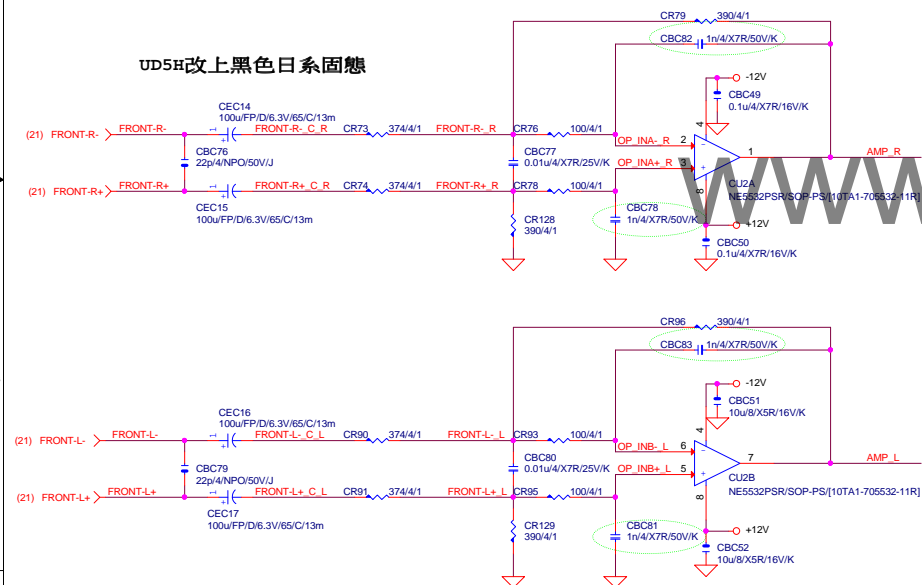 CR79 390/4/1
CBC82 1n/4/X7R/50V/K
UD5H改上黑色日系固態
-12V
CBC49
0.1u/4/X7R/16V/K
CEC14
100u/FP/D/6.3V/65/C/13m
(21) FRONT-R- FRONT-R- 1 + FRONT-R-_C_R CR73 374/4/1 FRONT-R-_R CR76 100/4/1
4
OP_INA-_R 2 - 1 AMP_R
CBC76
22p/4/NPO/50V/J
CBC77
0.01u/4/X7R/25V/K
OP_INA+_R 3 +
(21) FRONT-R+ FRONT-R+ 1 + FRONT-R+_C_R CR74 374/4/1 FRONT-R+_R CR78 100/4/1
8
CU2A
NE5532PSR/SOP-PS/[10TA1-705532-11R]
CEC15
100u/FP/D/6.3V/65/C/13m
CBC78
1n/4/X7R/50V/K
CR128
390/4/1
+12V
CBC50
0.1u/4/X7R/16V/K
WWW
CR96 390/4/1
CBC83 1n/4/X7R/50V/K
-12V
CBC51
10u/8/X5R/16V/K
CEC16
100u/FP/D/6.3V/65/C/13m
(21) FRONT-L- FRONT-L- 1 + FRONT-L-_C_L CR90 374/4/1 FRONT-L-_L CR93 100/4/1
4
OP_INB-_L 6 - 7 AMP_L
CBC79
22p/4/NPO/50V/J
CBC80
0.01u/4/X7R/25V/K
OP_INB+_L 5 +
(21) FRONT-L+ FRONT-L+ 1 + FRONT-L+_C_L CR91 374/4/1 FRONT-L+_L CR95 100/4/1
8
CU2B
NE5532PSR/SOP-PS/[10TA1-705532-11R]
CEC17
100u/FP/D/6.3V/65/C/13m
CBC81
1n/4/X7R/50V/K
CR129
390/4/1
+12V
CBC52
10u/8/X5R/16V/K